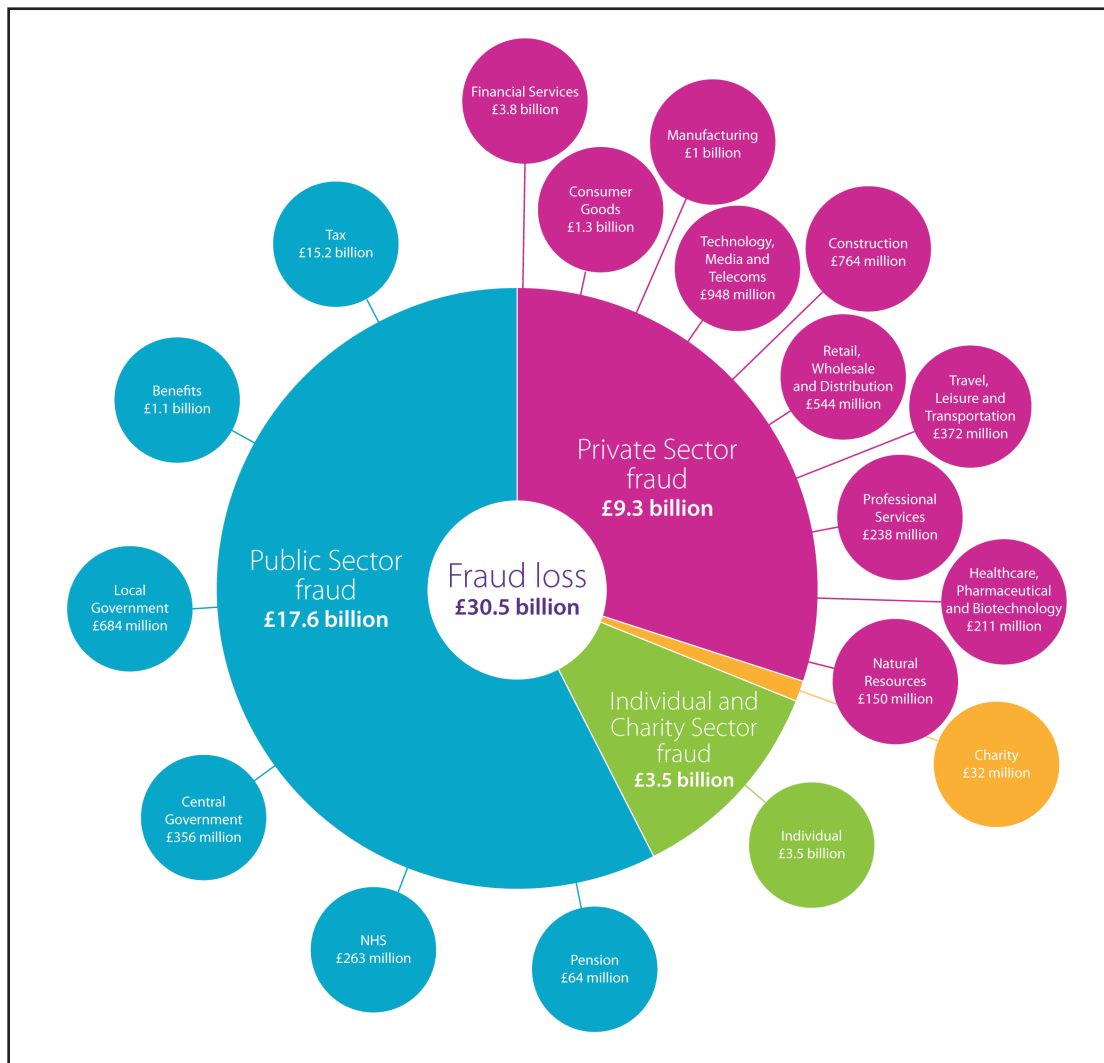 Financial Services
£3.8 billion
Manufacturing
£1 billion
Consumer
Goods
£1.3 billion
Tax
£15.2 billion
Technology,
Media and
Telecoms
£948 million
Construction
£764 million
Retail,
Wholesale
and Distribution
£544 million
Travel,
Leisure and
Transportation
£372 million
Benefits
£1.1 billion
Private Sector
fraud
£9.3 billion
Professional
Services
£238 million
Public Sector
fraud
£17.6 billion
Fraud loss
£30.5 billion
Healthcare,
Pharmaceutical
and Biotechnology
£211 million
Local
Government
£684 million
Natural
Resources
£150 million
Individual and
Charity Sector
fraud
£3.5 billion
Charity
£32 million
Central
Government
£356 million
Individual
£3.5 billion
NHS
£263 million
Pension
£64 million